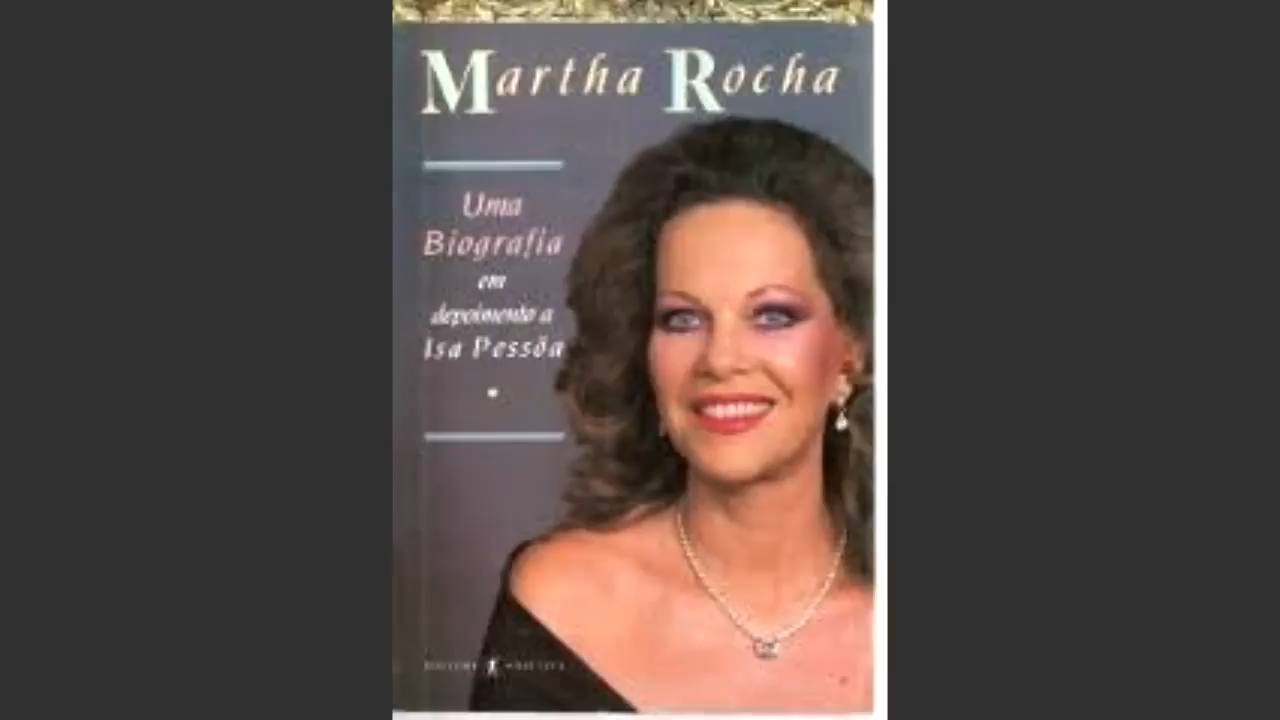 Martha Rocha
Uma
Biografia
em
depoimento a
Isa Pessôa